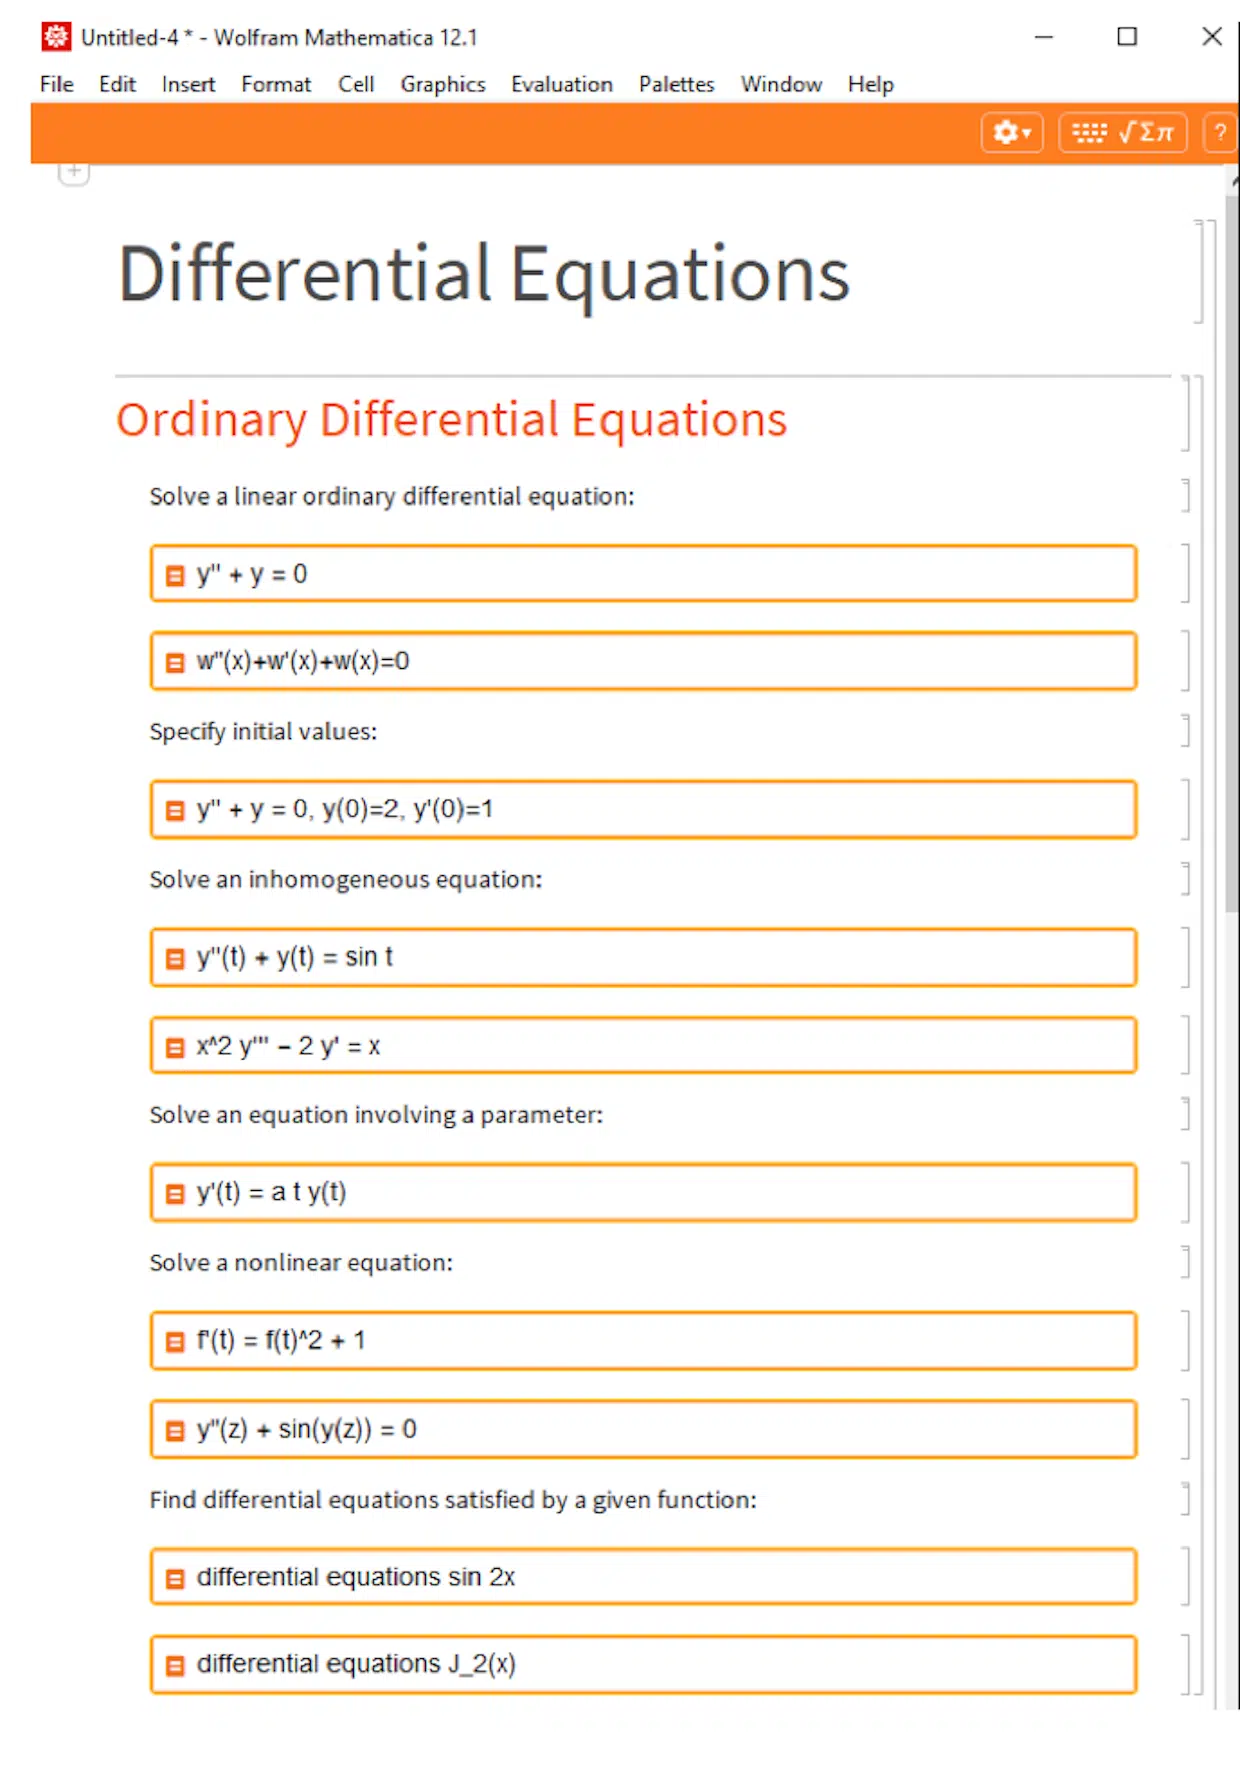 Untitled-4 * - Wolfram Mathematica 12.1
File Edit Insert Format Cell Graphics Evaluation Palettes Window Help
√Σπ ?
Differential Equations
Ordinary Differential Equations
Solve a linear ordinary differential equation:
y'' + y = 0
w''(x)+w'(x)+w(x)=0
Specify initial values:
y'' + y = 0, y(0)=2, y'(0)=1
Solve an inhomogeneous equation:
y''(t) + y(t) = sin t
x^2 y''' – 2 y' = x
Solve an equation involving a parameter:
y'(t) = a t y(t)
Solve a nonlinear equation:
f'(t) = f(t)^2 + 1
y''(z) + sin(y(z)) = 0
Find differential equations satisfied by a given function:
differential equations sin 2x
differential equations J_2(x)